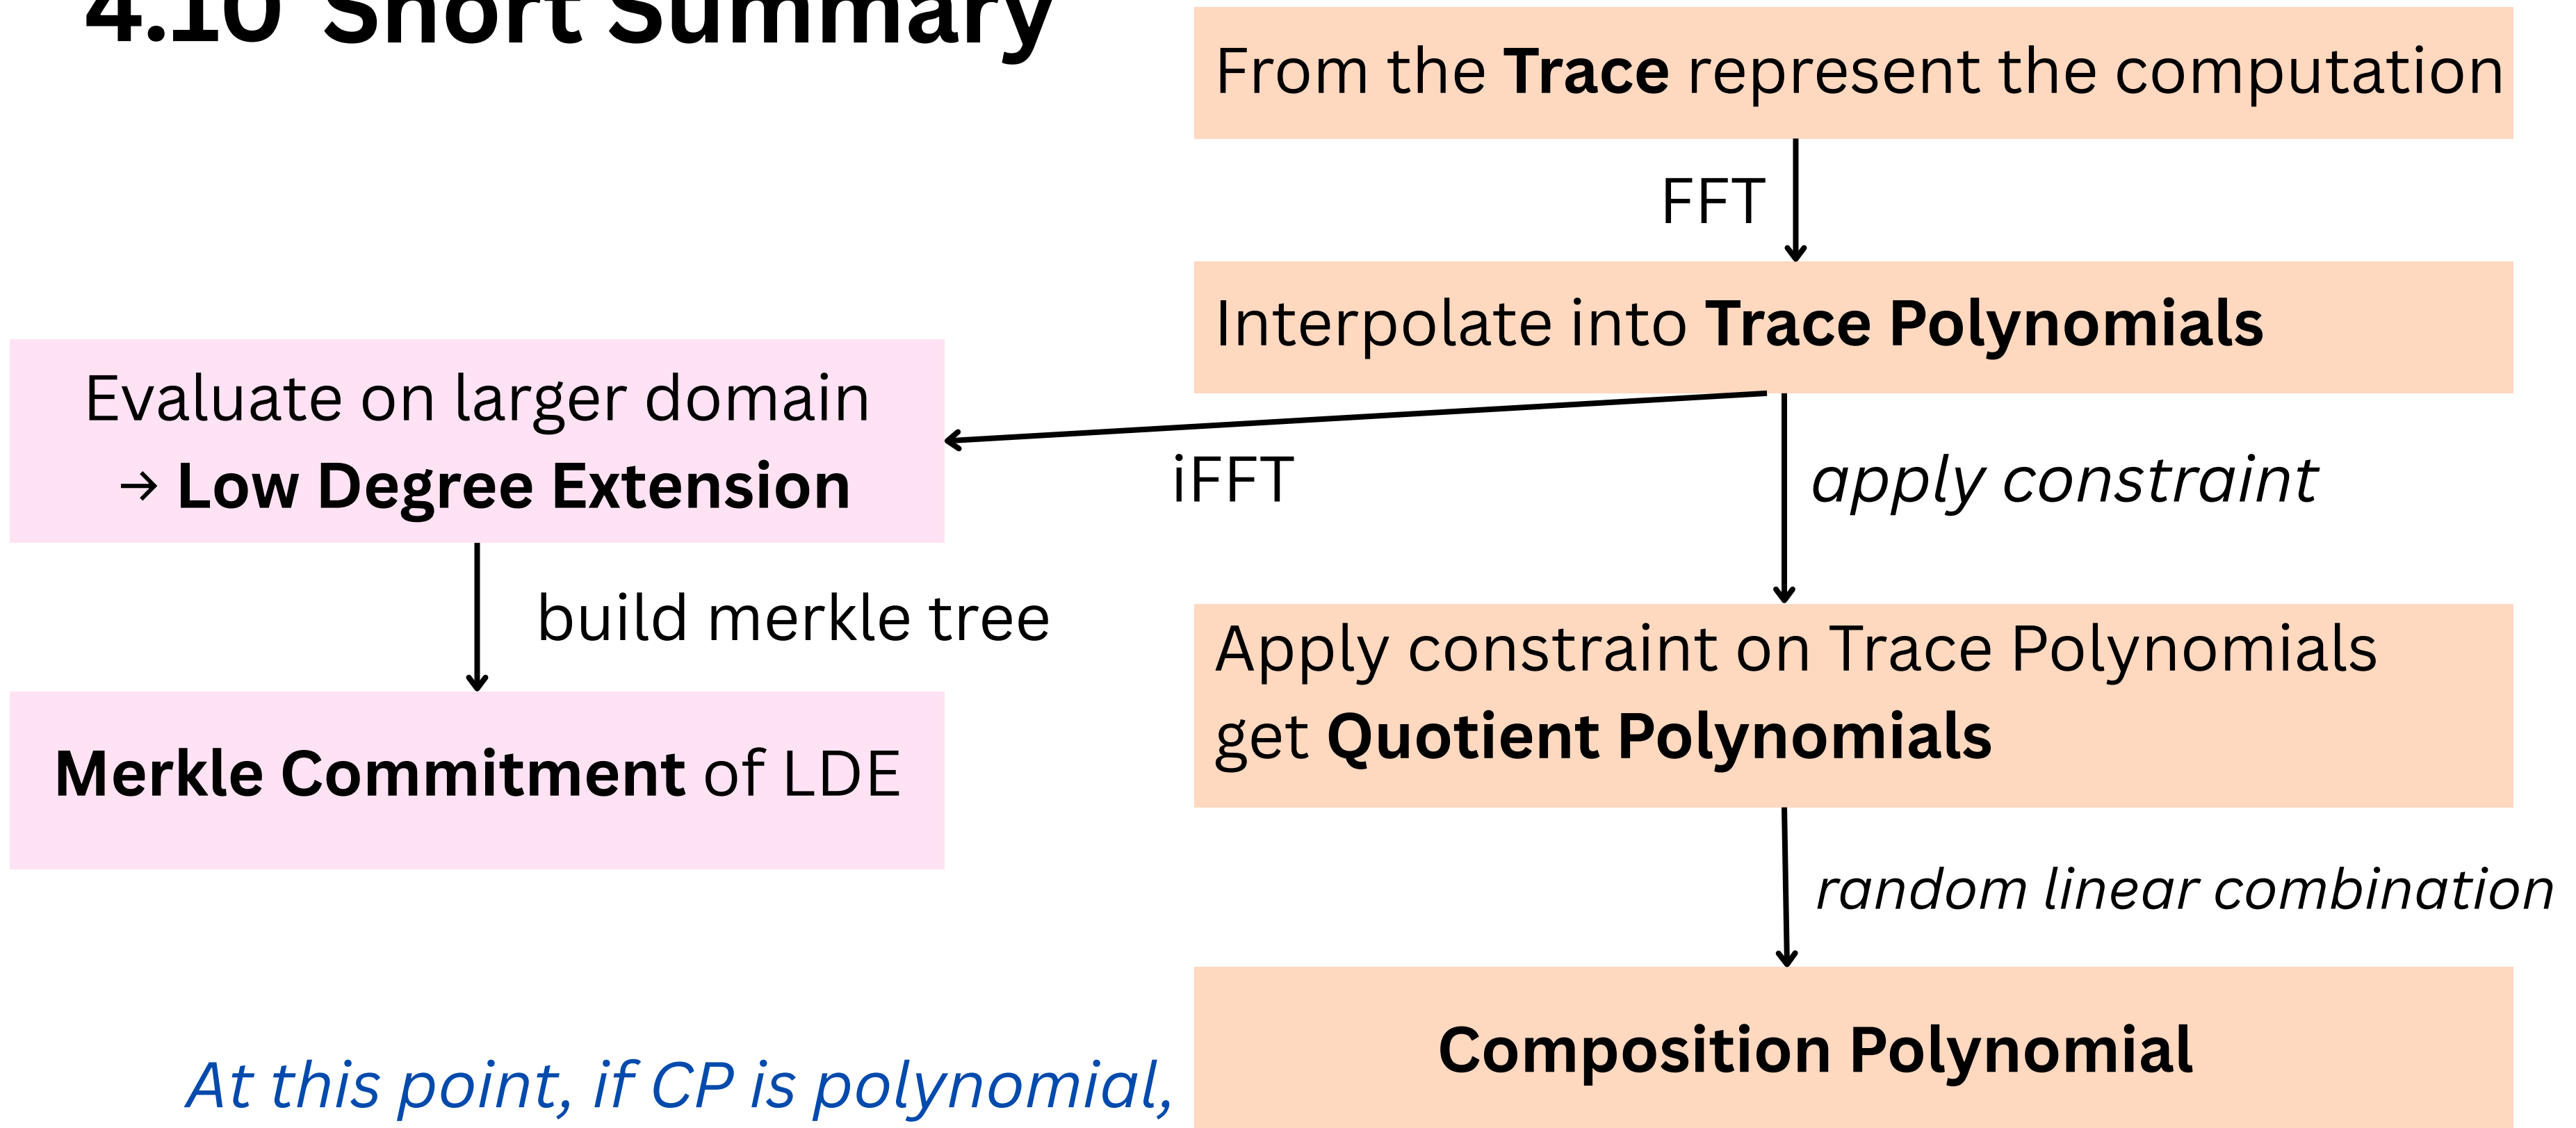 4.10 Short Summary
From the Trace represent the computation
FFT
Interpolate into Trace Polynomials
Evaluate on larger domain
→ Low Degree Extension
iFFT
apply constraint
build merkle tree
Apply constraint on Trace Polynomials
get Quotient Polynomials
Merkle Commitment of LDE
random linear combination
Composition Polynomial
At this point, if CP is polynomial,